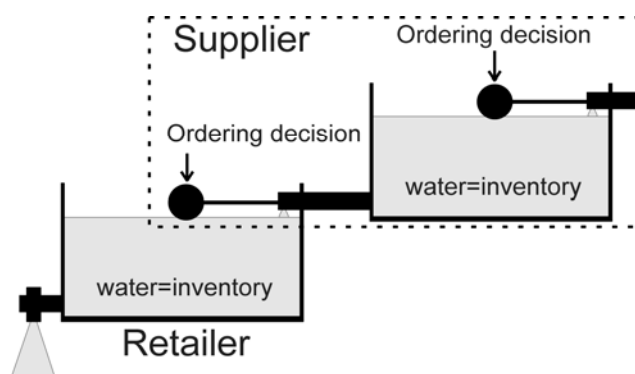 Supplier
Ordering decision
Ordering decision
water=inventory
water=inventory
Retailer